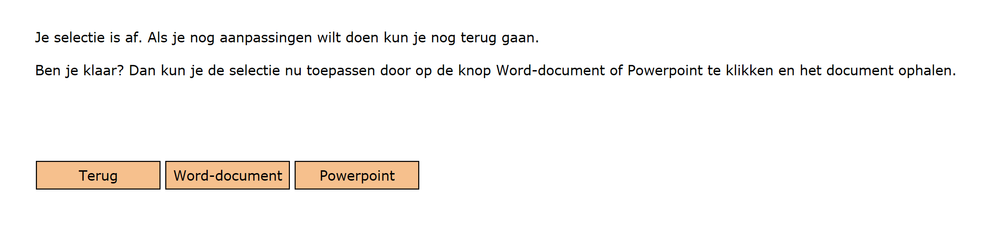 Je selectie is af. Als je nog aanpassingen wilt doen kun je nog terug gaan.
Ben je klaar? Dan kun je de selectie nu toepassen door op de knop Word-document of Powerpoint te klikken en het document ophalen.
Terug
Word-document
Powerpoint